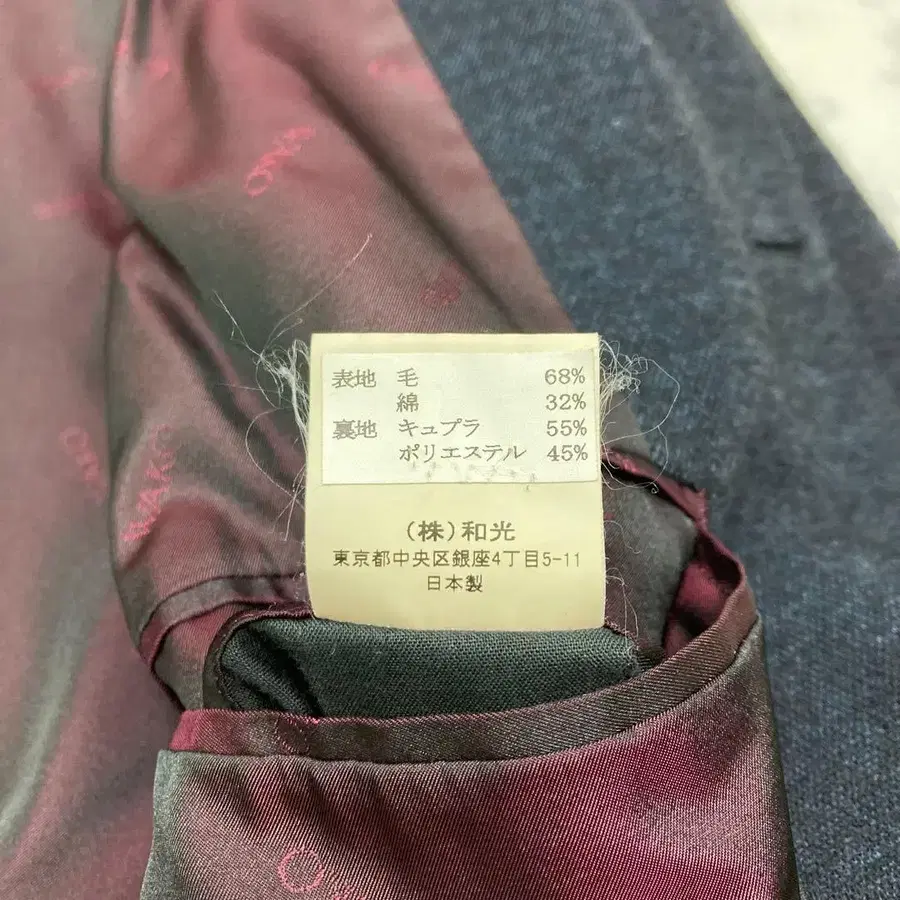 表地 毛 68%
綿 32%
裏地 キュプラ 55%
ポリエステル 45%
(株)和光
東京都中央区銀座4丁目5-11
日本製
WAKO